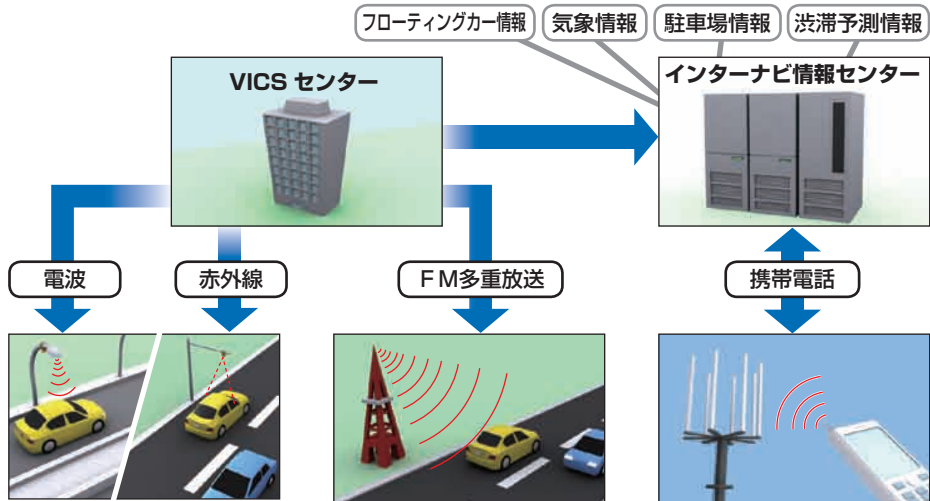 フローティングカー情報
気象情報
駐車場情報
渋滞予測情報
VICS センター
インターナビ情報センター
電波
赤外線
ＦＭ多重放送
携帯電話